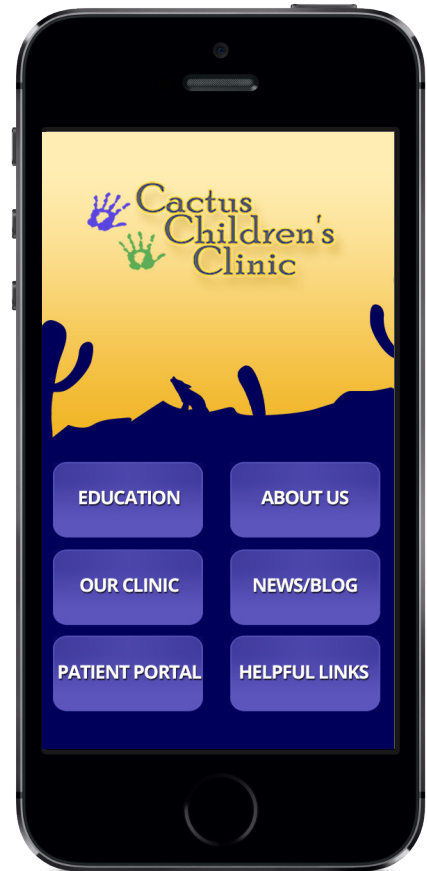 Cactus
Children's
Clinic
EDUCATION
ABOUT US
OUR CLINIC
NEWS/BLOG
PATIENT PORTAL
HELPFUL LINKS